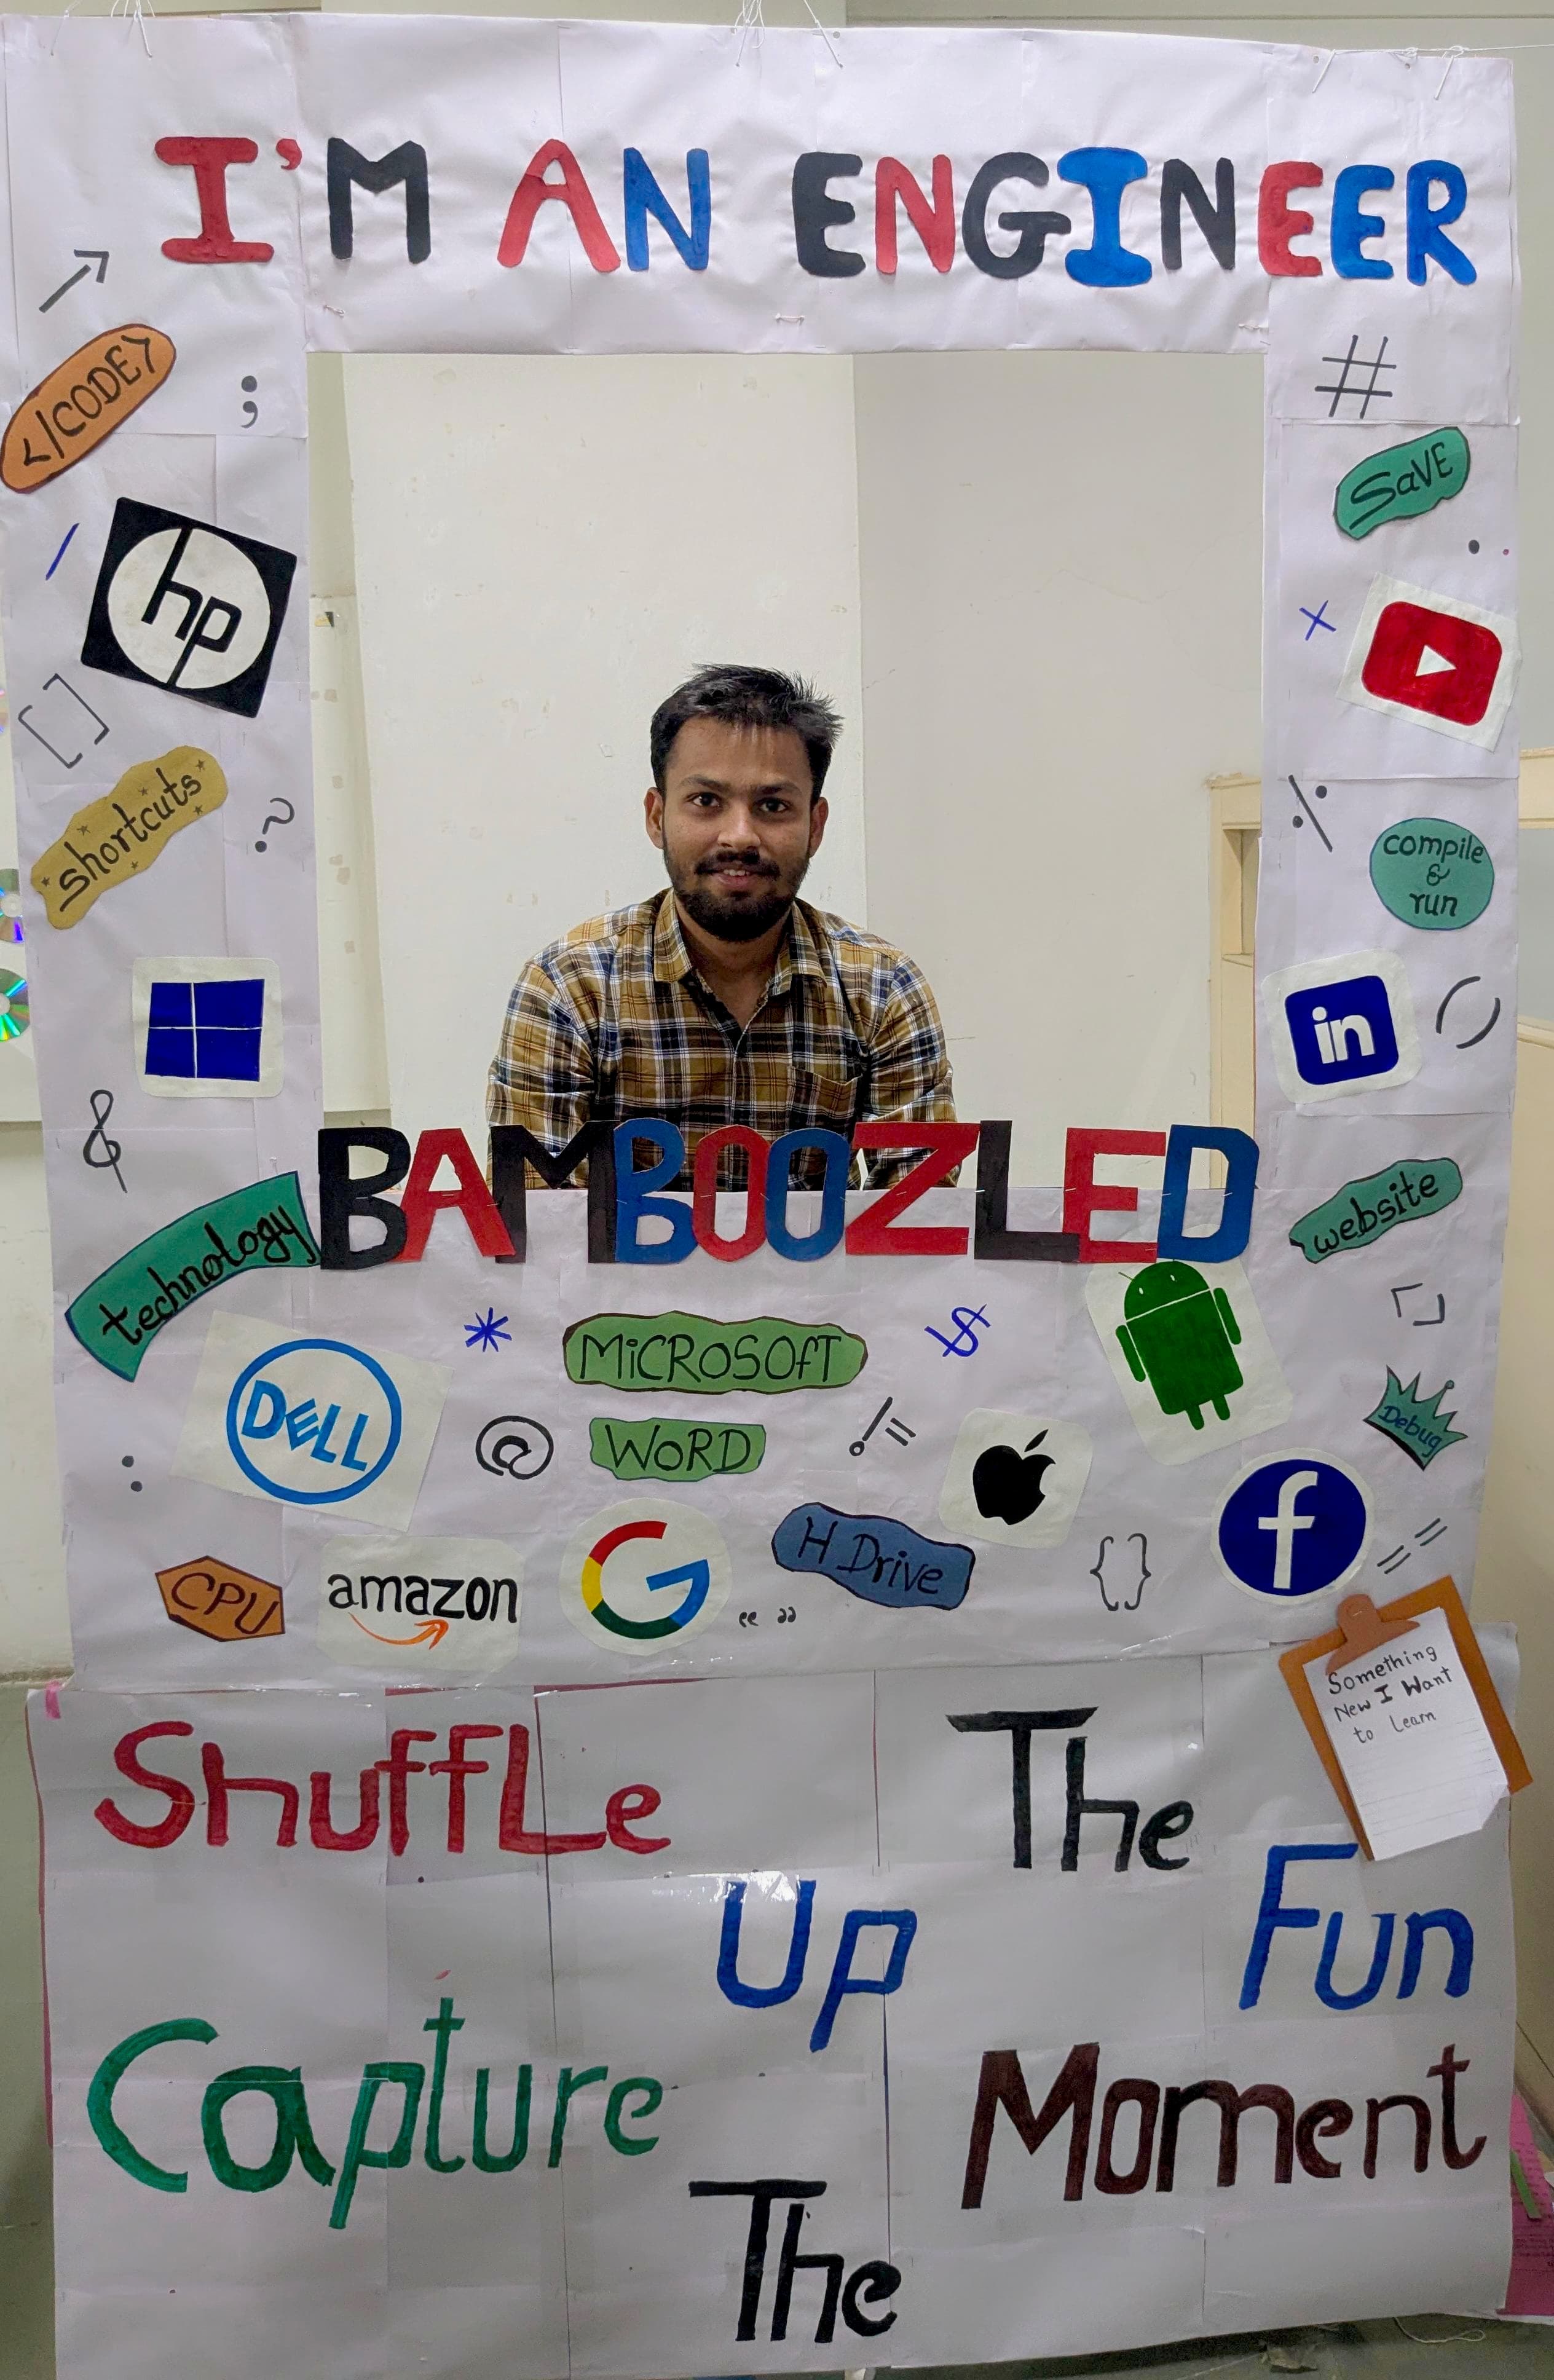 I'M AN ENGINEER
</CODE>
;
#
SaVE
hp
[ ]
shortcuts
?
%
compile
&
run
in
BAMBOOZLED
technology
website
*
MiCROSOfT
$
DELL
@
WORD
!=
Debug
:
CPU
amazon
G
“ ”
H Drive
{ }
f
==
Something
New I Want
to Learn
ShuffLe
The
Up
Fun
Capture
Moment
The